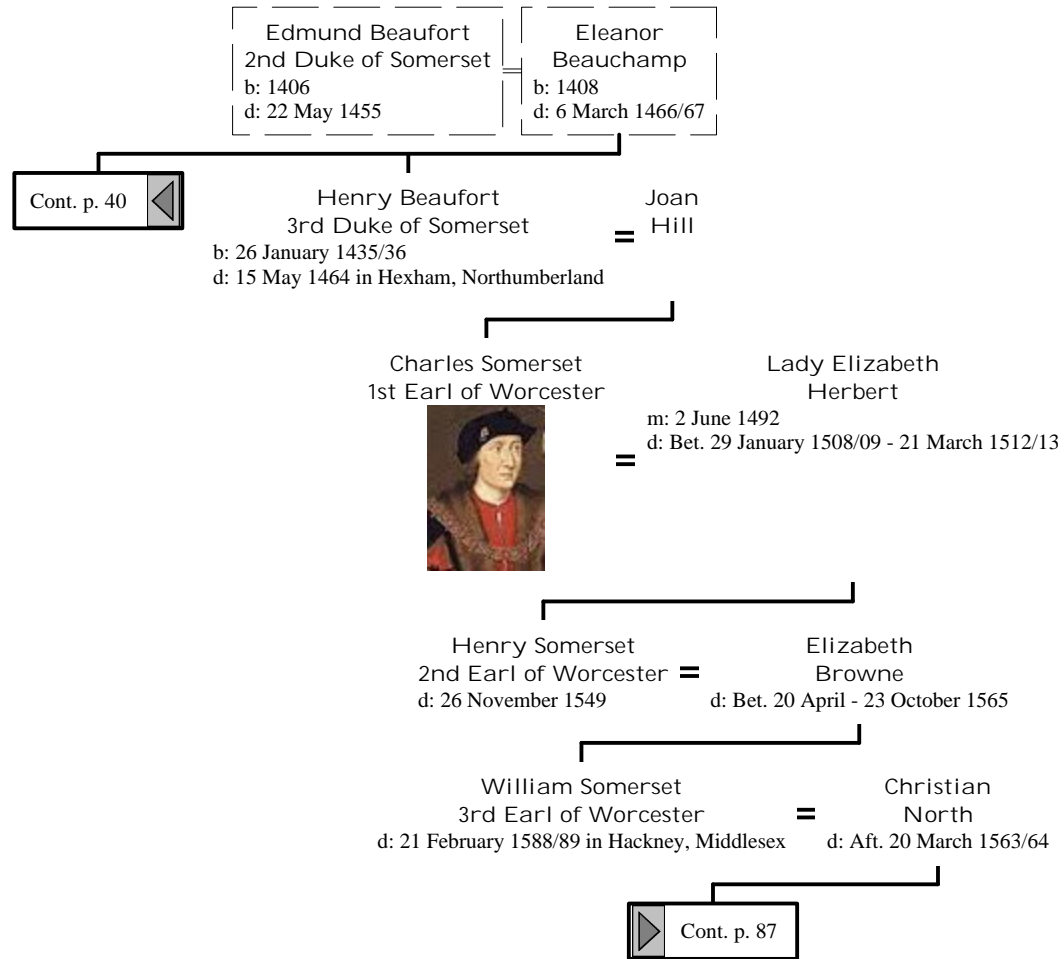 Edmund Beaufort
2nd Duke of Somerset
b: 1406
d: 22 May 1455
Eleanor
Beauchamp
b: 1408
d: 6 March 1466/67
Cont. p. 40
Henry Beaufort
3rd Duke of Somerset
b: 26 January 1435/36
d: 15 May 1464 in Hexham, Northumberland
=
Joan
Hill
Charles Somerset
1st Earl of Worcester
=
Lady Elizabeth
Herbert
m: 2 June 1492
d: Bet. 29 January 1508/09 - 21 March 1512/13
Henry Somerset
2nd Earl of Worcester
d: 26 November 1549
=
Elizabeth
Browne
d: Bet. 20 April - 23 October 1565
William Somerset
3rd Earl of Worcester
d: 21 February 1588/89 in Hackney, Middlesex
=
Christian
North
d: Aft. 20 March 1563/64
Cont. p. 87